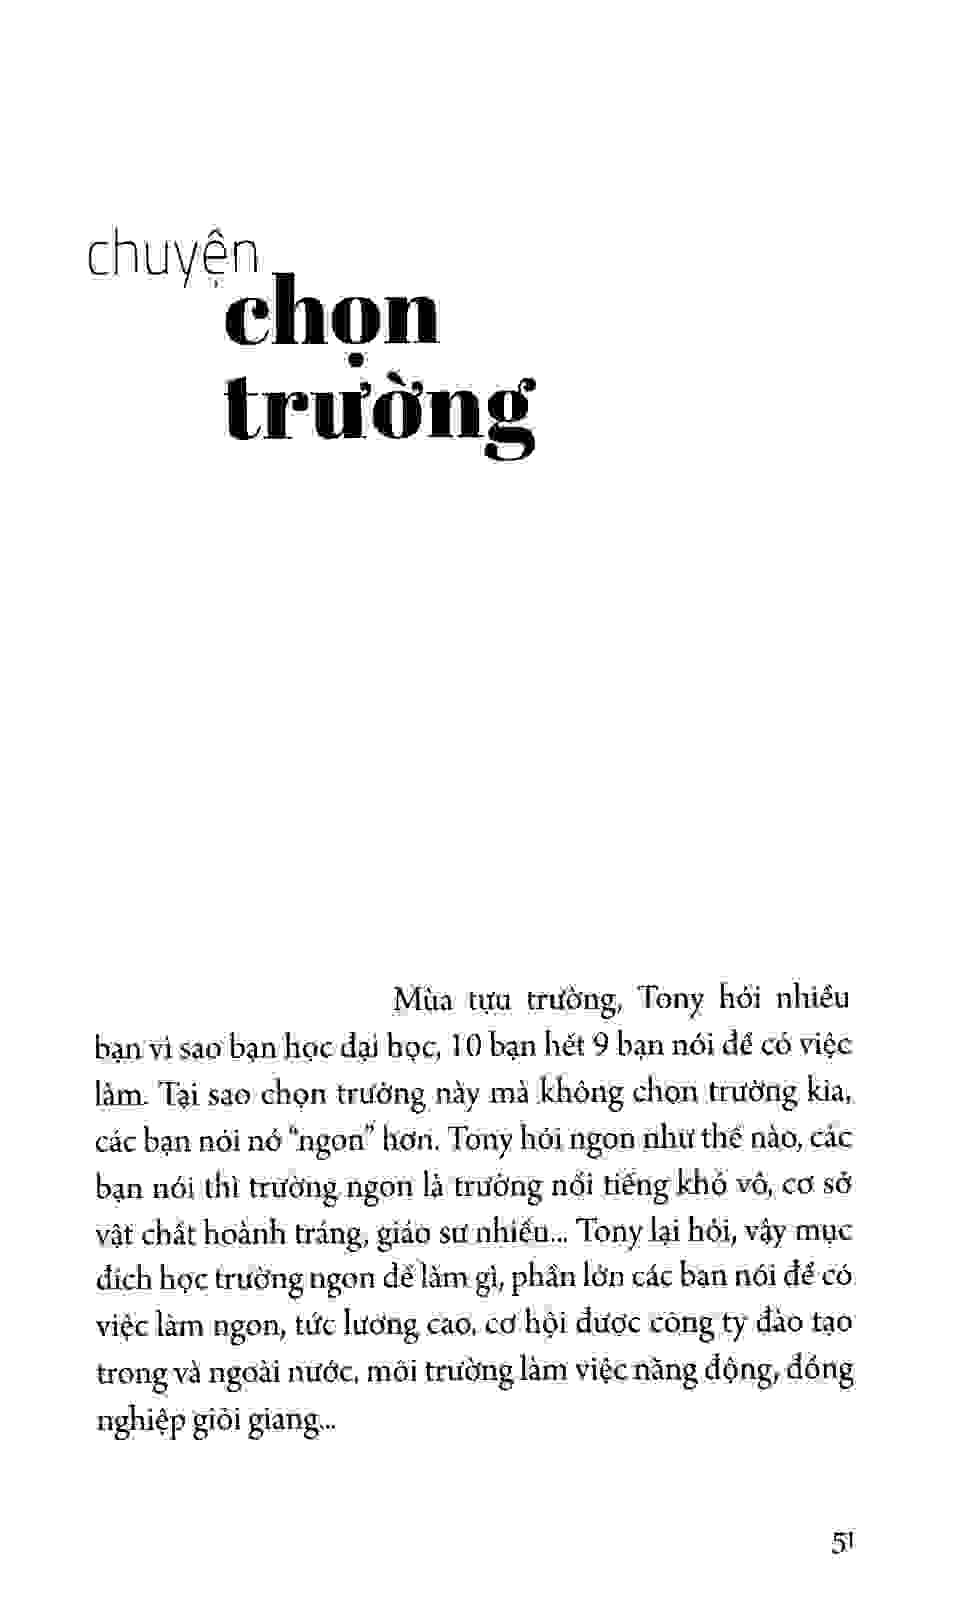 chuyện
chọn
trường
Mùa tựu trường, Tony hỏi nhiều
bạn vì sao bạn học đại học, 10 bạn hết 9 bạn nói để có việc
làm. Tại sao chọn trường này mà không chọn trường kia,
các bạn nói nó “ngon” hơn. Tony hỏi ngon như thế nào, các
bạn nói thì trường ngon là trường nổi tiếng khó vô, cơ sở
vật chất hoành tráng, giáo sư nhiều... Tony lại hỏi, vậy mục
đích học trường ngon để làm gì, phần lớn các bạn nói để có
việc làm ngon, tức lương cao, cơ hội được công ty đào tạo
trong và ngoài nước, môi trường làm việc năng động, đồng
nghiệp giỏi giang...
51